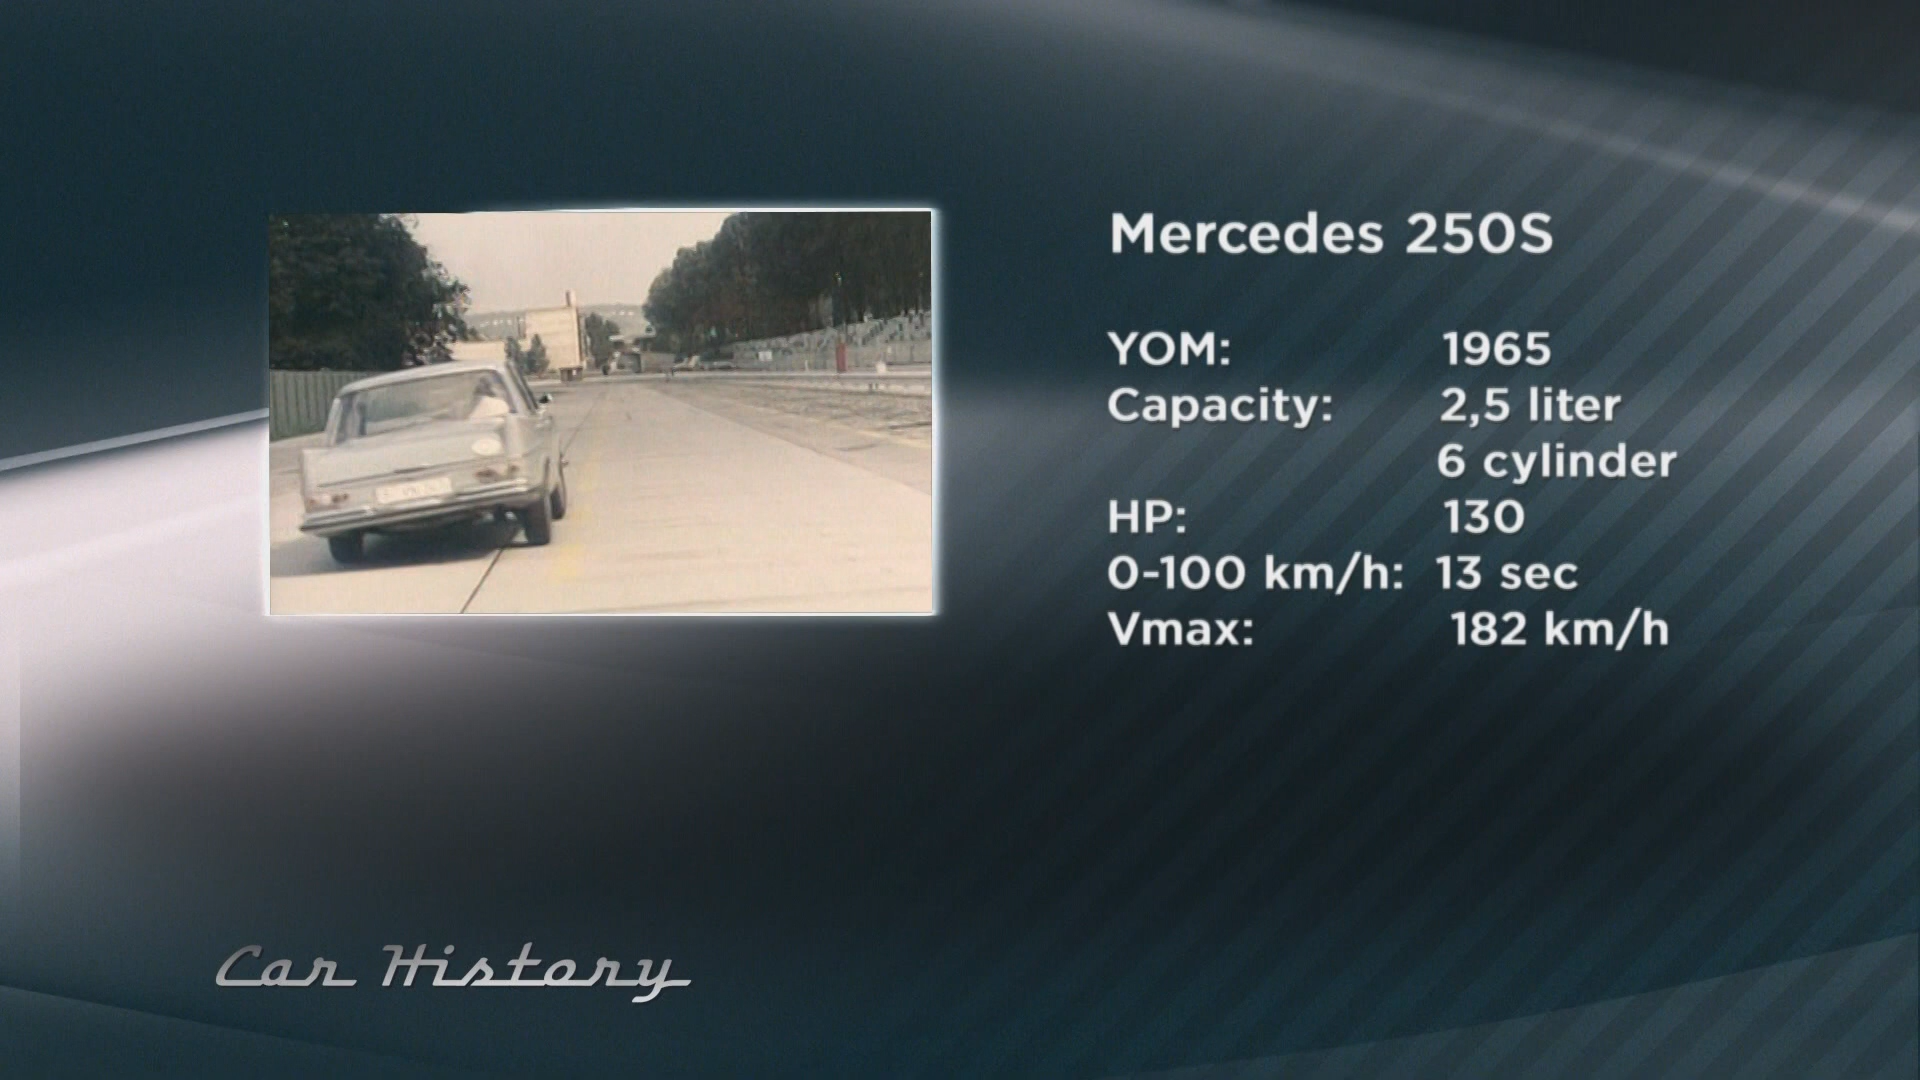 Mercedes 250S
YOM: 1965
Capacity: 2,5 liter
6 cylinder
HP: 130
0-100 km/h: 13 sec
Vmax: 182 km/h
Car History